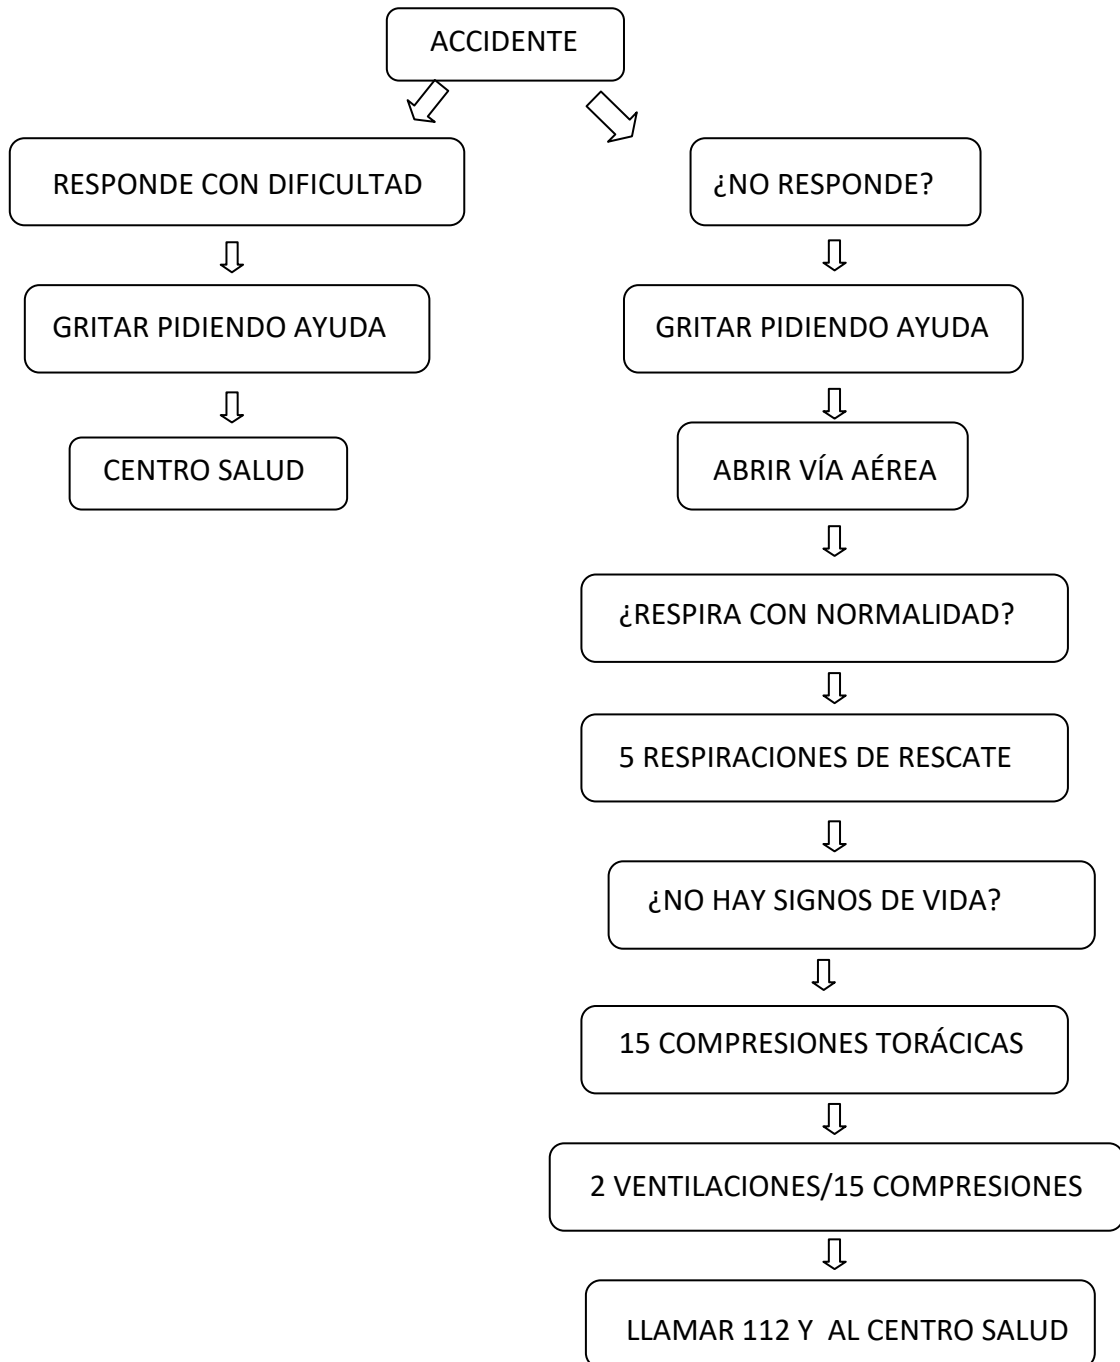 ACCIDENTE
RESPONDE CON DIFICULTAD
¿NO RESPONDE?
GRITAR PIDIENDO AYUDA
GRITAR PIDIENDO AYUDA
CENTRO SALUD
ABRIR VÍA AÉREA
¿RESPIRA CON NORMALIDAD?
5 RESPIRACIONES DE RESCATE
¿NO HAY SIGNOS DE VIDA?
15 COMPRESIONES TORÁCICAS
2 VENTILACIONES/15 COMPRESIONES
LLAMAR 112 Y AL CENTRO SALUD